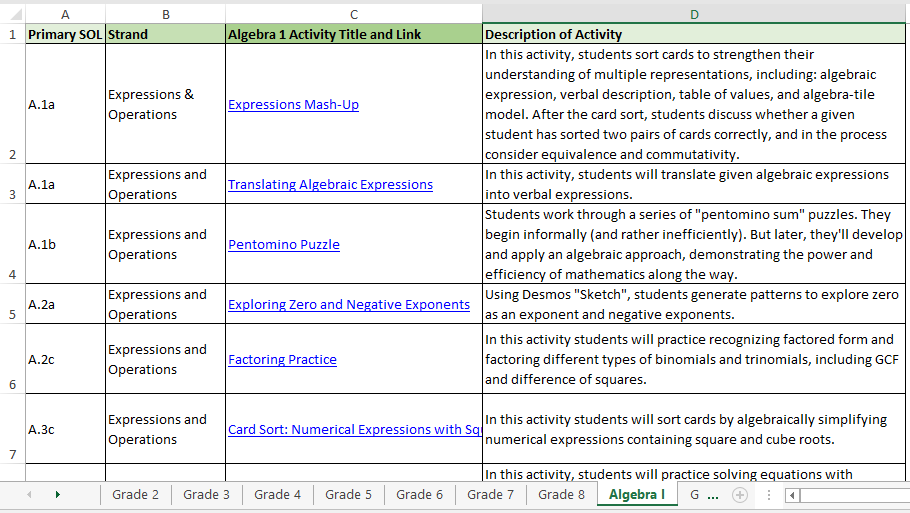 A B C D
1 Primary SOL Strand Algebra 1 Activity Title and Link Description of Activity
In this activity, students sort cards to strengthen their
understanding of multiple representations, including: algebraic
expression, verbal description, table of values, and algebra-tile
model. After the card sort, students discuss whether a given
student has sorted two pairs of cards correctly, and in the process
consider equivalence and commutativity.
A.1a
Expressions &
Operations
Expressions Mash-Up
2
A.1a
Expressions and
Operations
Translating Algebraic Expressions
In this activity, students will translate given algebraic expressions
into verbal expressions.
3
A.1b
Expressions and
Operations
Pentomino Puzzle
Students work through a series of "pentomino sum" puzzles. They
begin informally (and rather inefficiently). But later, they'll develop
and apply an algebraic approach, demonstrating the power and
efficiency of mathematics along the way.
4
A.2a
Expressions and
Operations
Exploring Zero and Negative Exponents
Using Desmos "Sketch", students generate patterns to explore zero
as an exponent and negative exponents.
5
A.2c
Expressions and
Operations
Factoring Practice
In this activity students will practice recognizing factored form and
factoring different types of binomials and trinomials, including GCF
and difference of squares.
6
A.3c
Expressions and
Operations
Card Sort: Numerical Expressions with Squ
In this activity students will sort cards by algebraically simplifying
numerical expressions containing square and cube roots.
7
In this activity, students will practice solving equations with
Grade 2 Grade 3 Grade 4 Grade 5 Grade 6 Grade 7 Grade 8 Algebra I G ...